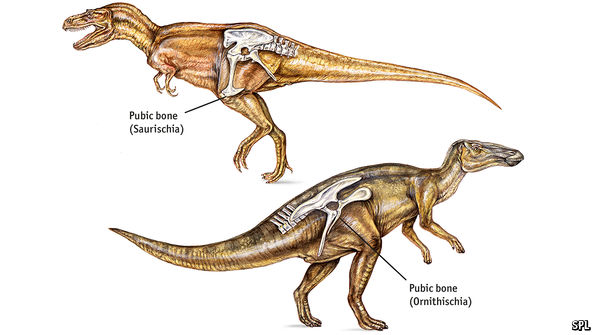 Pubic bone
(Saurischia)
Pubic bone
(Ornithischia)
SPL